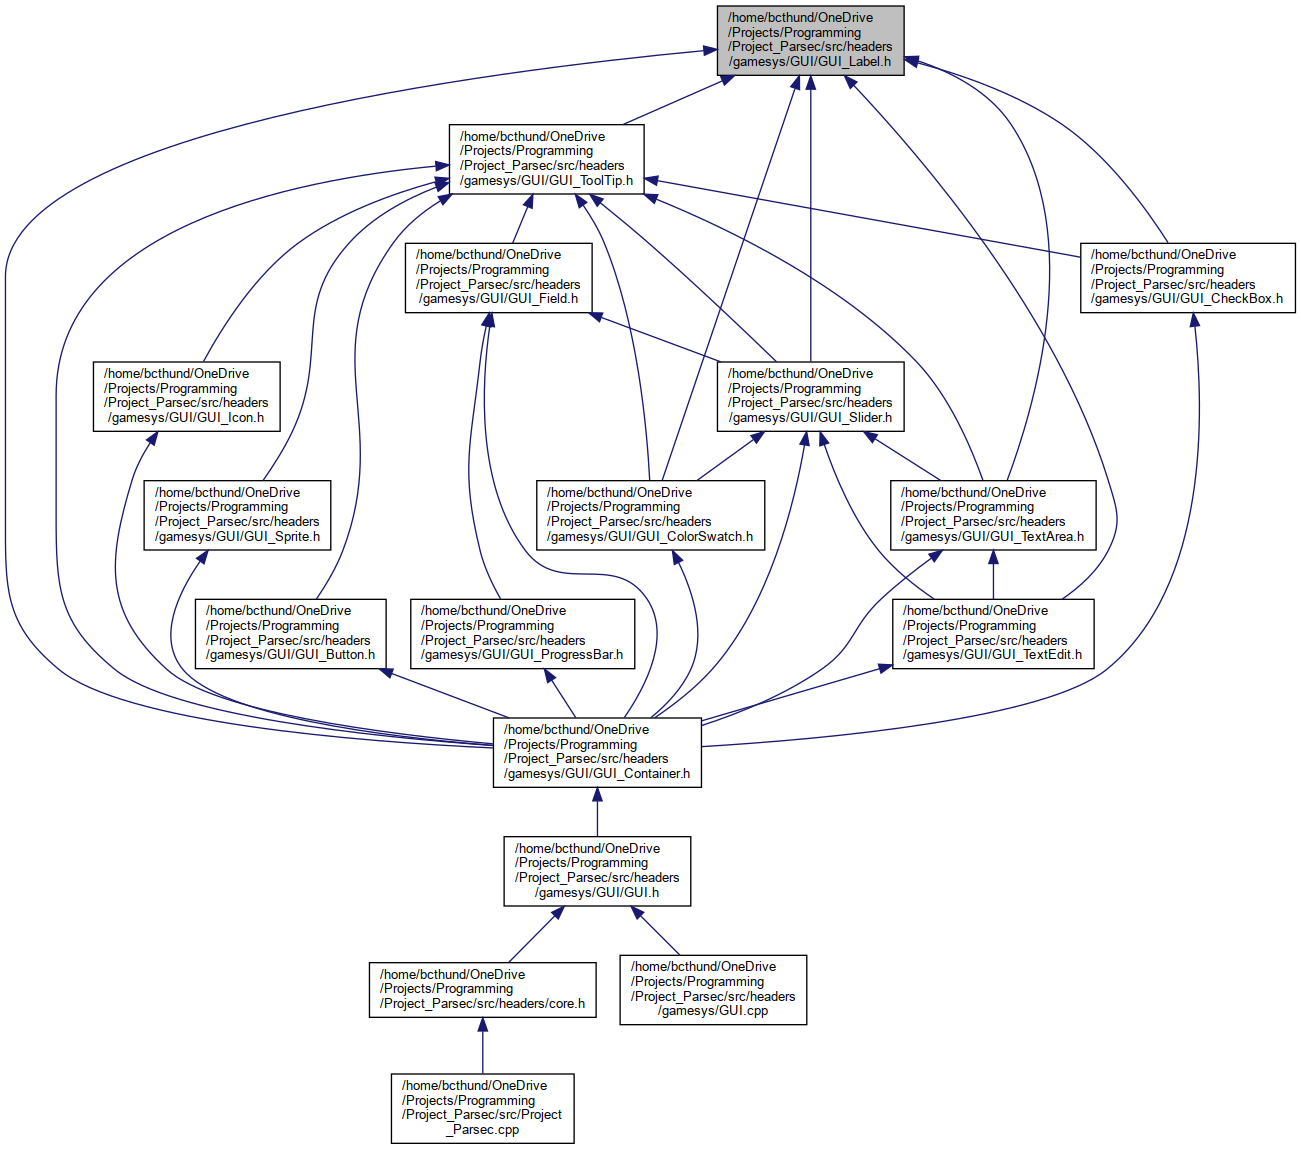 /home/bcthund/OneDrive
/Projects/Programming
/Project_Parsec/src/headers
/gamesys/GUI/GUI_Label.h
/home/bcthund/OneDrive
/Projects/Programming
/Project_Parsec/src/headers
/gamesys/GUI/GUI_ToolTip.h
/home/bcthund/OneDrive
/Projects/Programming
/Project_Parsec/src/headers
/gamesys/GUI/GUI_Field.h
/home/bcthund/OneDrive
/Projects/Programming
/Project_Parsec/src/headers
/gamesys/GUI/GUI_CheckBox.h
/home/bcthund/OneDrive
/Projects/Programming
/Project_Parsec/src/headers
/gamesys/GUI/GUI_Icon.h
/home/bcthund/OneDrive
/Projects/Programming
/Project_Parsec/src/headers
/gamesys/GUI/GUI_Slider.h
/home/bcthund/OneDrive
/Projects/Programming
/Project_Parsec/src/headers
/gamesys/GUI/GUI_Sprite.h
/home/bcthund/OneDrive
/Projects/Programming
/Project_Parsec/src/headers
/gamesys/GUI/GUI_ColorSwatch.h
/home/bcthund/OneDrive
/Projects/Programming
/Project_Parsec/src/headers
/gamesys/GUI/GUI_TextArea.h
/home/bcthund/OneDrive
/Projects/Programming
/Project_Parsec/src/headers
/gamesys/GUI/GUI_Button.h
/home/bcthund/OneDrive
/Projects/Programming
/Project_Parsec/src/headers
/gamesys/GUI/GUI_ProgressBar.h
/home/bcthund/OneDrive
/Projects/Programming
/Project_Parsec/src/headers
/gamesys/GUI/GUI_TextEdit.h
/home/bcthund/OneDrive
/Projects/Programming
/Project_Parsec/src/headers
/gamesys/GUI/GUI_Container.h
/home/bcthund/OneDrive
/Projects/Programming
/Project_Parsec/src/headers
/gamesys/GUI/GUI.h
/home/bcthund/OneDrive
/Projects/Programming
/Project_Parsec/src/headers/core.h
/home/bcthund/OneDrive
/Projects/Programming
/Project_Parsec/src/headers
/gamesys/GUI.cpp
/home/bcthund/OneDrive
/Projects/Programming
/Project_Parsec/src/Project
_Parsec.cpp